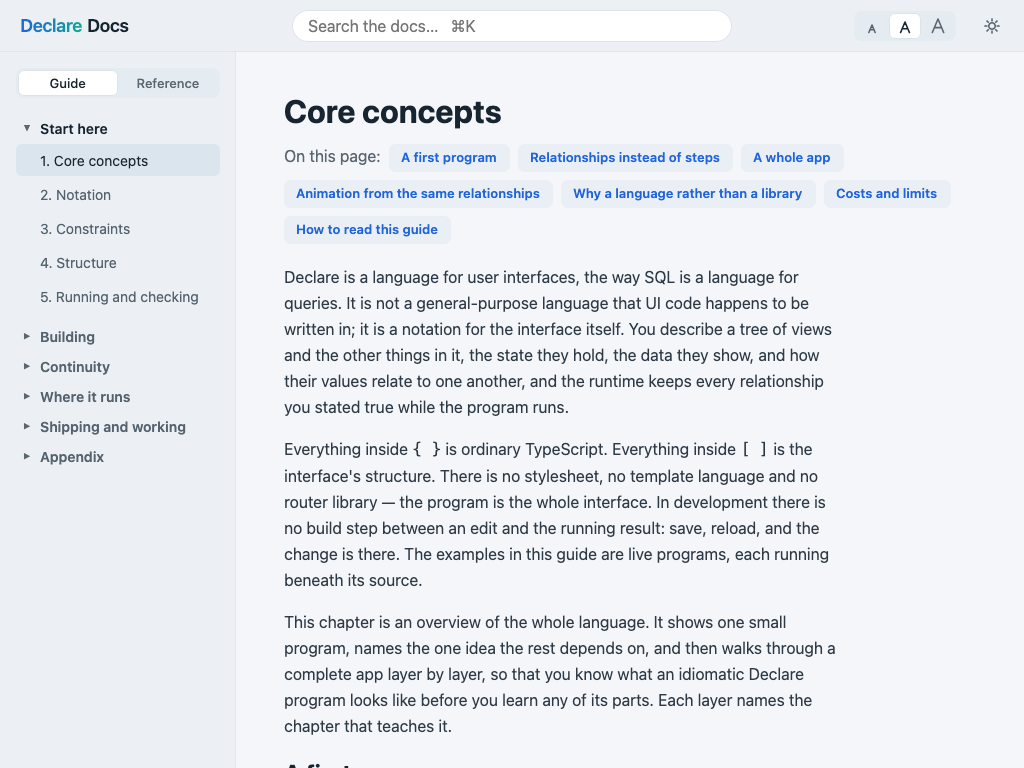 Declare Docs
Search the docs... ⌘K
A A A
Guide Reference
▼ Start here
1. Core concepts
2. Notation
3. Constraints
4. Structure
5. Running and checking
► Building
► Continuity
► Where it runs
► Shipping and working
► Appendix
Core concepts
On this page: A first program Relationships instead of steps A whole app
Animation from the same relationships Why a language rather than a library Costs and limits
How to read this guide
Declare is a language for user interfaces, the way SQL is a language for
queries. It is not a general-purpose language that UI code happens to be
written in; it is a notation for the interface itself. You describe a tree of views
and the other things in it, the state they hold, the data they show, and how
their values relate to one another, and the runtime keeps every relationship
you stated true while the program runs.
Everything inside { } is ordinary TypeScript. Everything inside [ ] is the
interface's structure. There is no stylesheet, no template language and no
router library — the program is the whole interface. In development there is
no build step between an edit and the running result: save, reload, and the
change is there. The examples in this guide are live programs, each running
beneath its source.
This chapter is an overview of the whole language. It shows one small
program, names the one idea the rest depends on, and then walks through a
complete app layer by layer, so that you know what an idiomatic Declare
program looks like before you learn any of its parts. Each layer names the
chapter that teaches it.